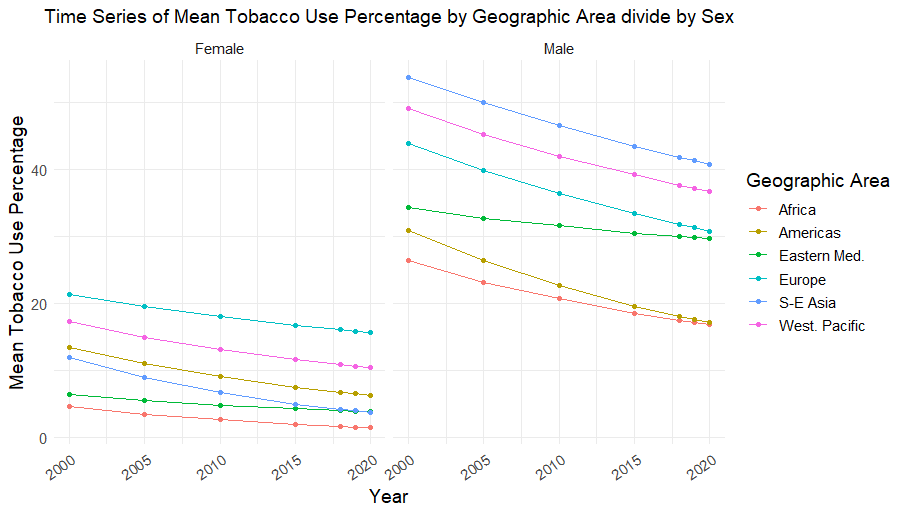 Time Series of Mean Tobacco Use Percentage by Geographic Area divide by Sex
Female
Male
Mean Tobacco Use Percentage
40
20
0
2000
2005
2010
2015
2020
2000
2005
2010
2015
2020
Year
Geographic Area
Africa
Americas
Eastern Med.
Europe
S-E Asia
West. Pacific